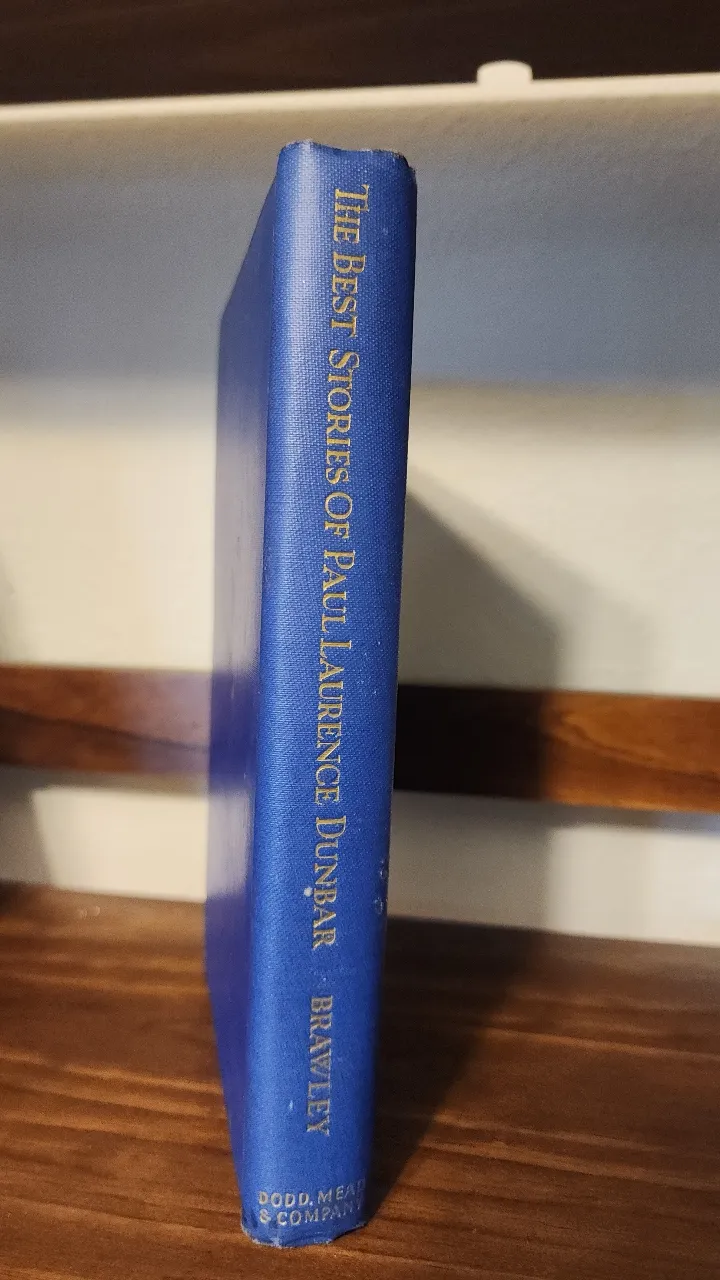 THE BEST STORIES OF PAUL LAURENCE DUNBAR · BRAWLEY
DODD, MEAD
& COMPANY